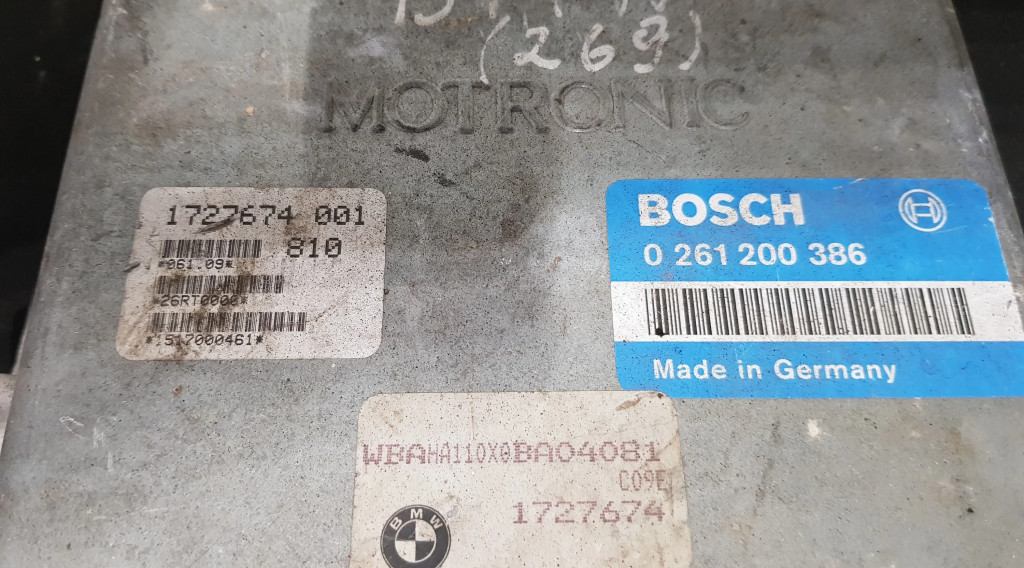 (269)
MOTRONIC
1727674 001
810
*061.09*
*26RT0000*
*1517000461*
BOSCH
0 261 200 386
Made in Germany
WBAHA110X0BA04081
C09E
1727674
BMW